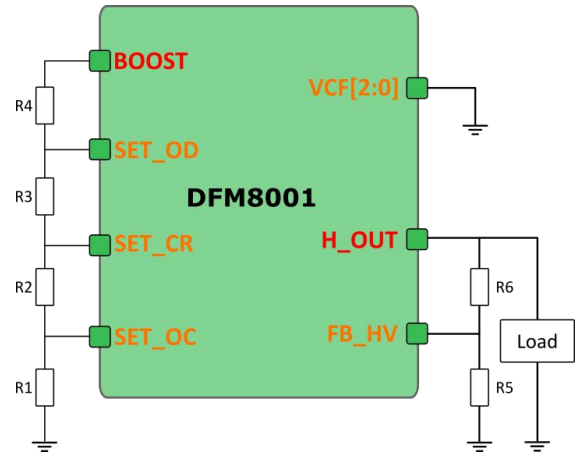 BOOST
VCF[2:0]
R4
SET_OD
R3
DFM8001
SET_CR
H_OUT
R2
R6
SET_OC
FB_HV
Load
R1
R5